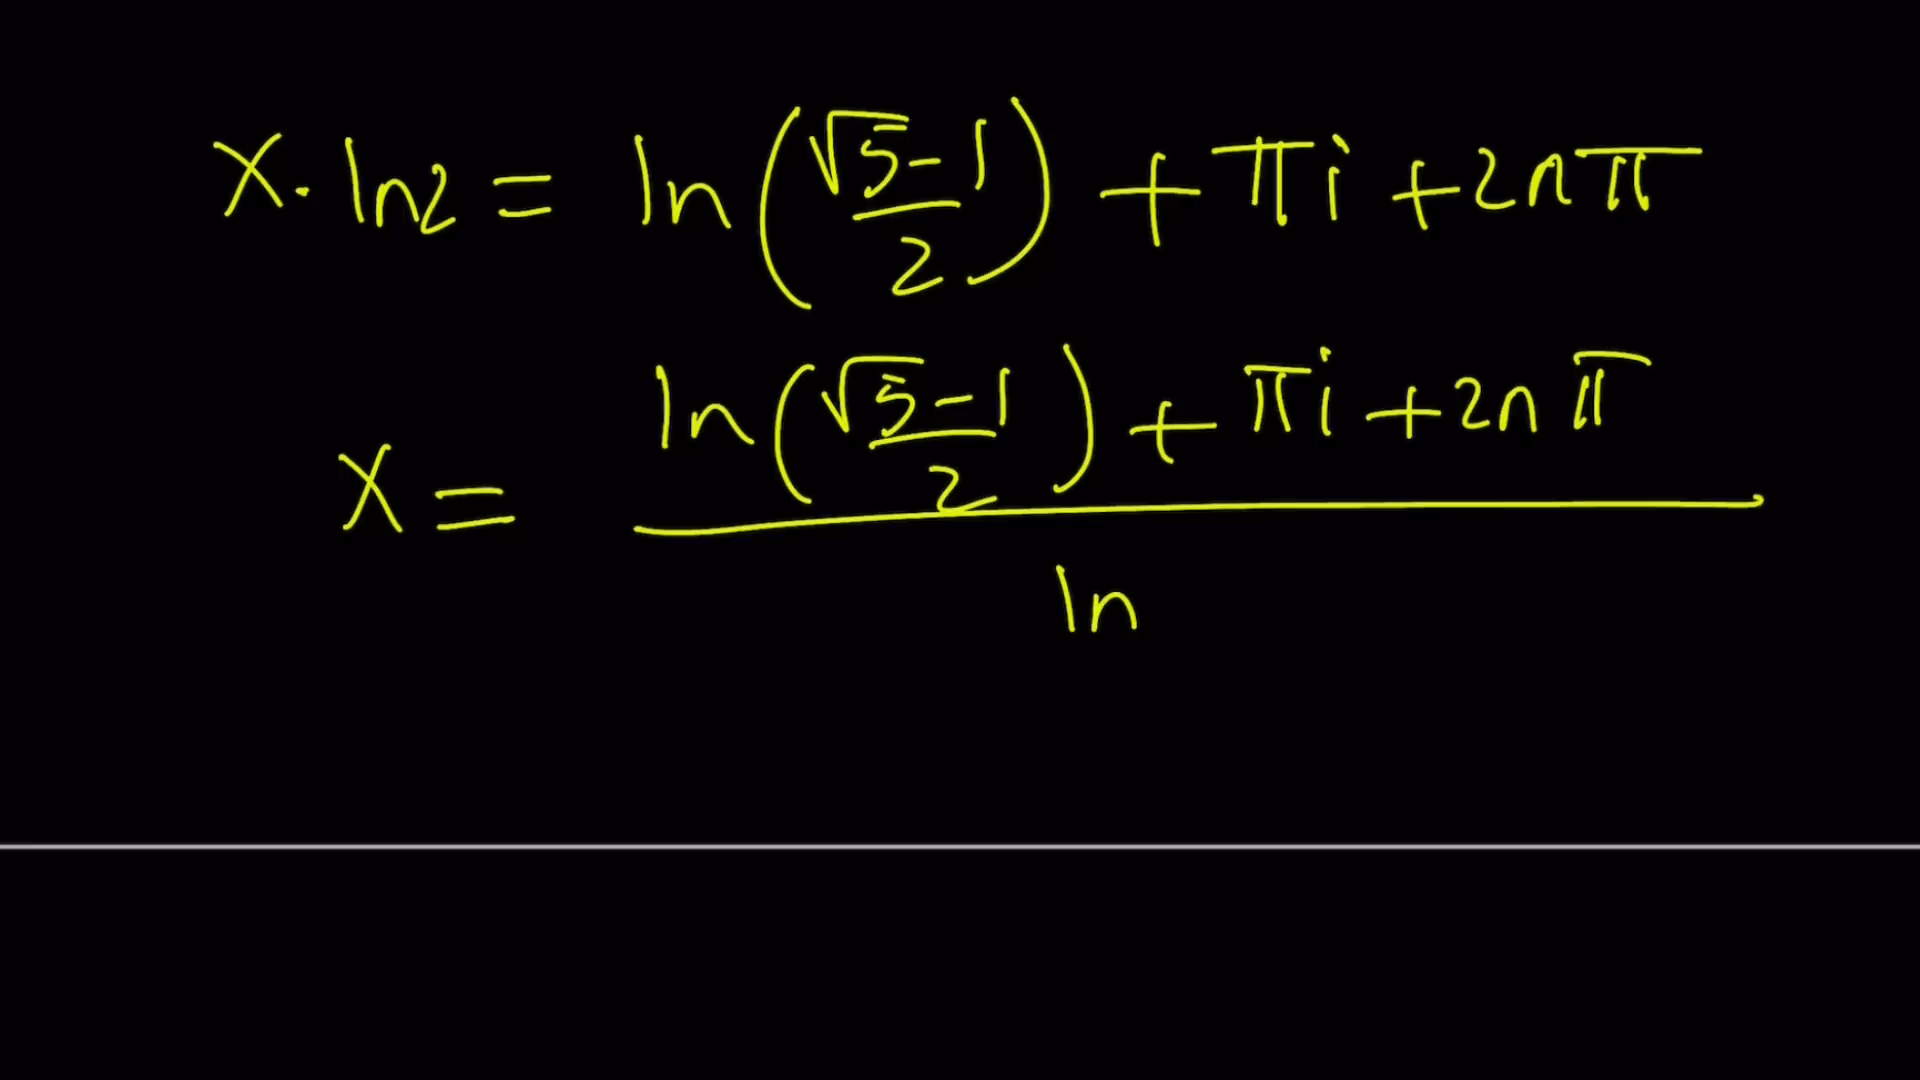 x · ln2 = ln((√5 - 1)/2) + πi + 2nπ
x = (ln((√5 - 1)/2) + πi + 2nπ)/ln